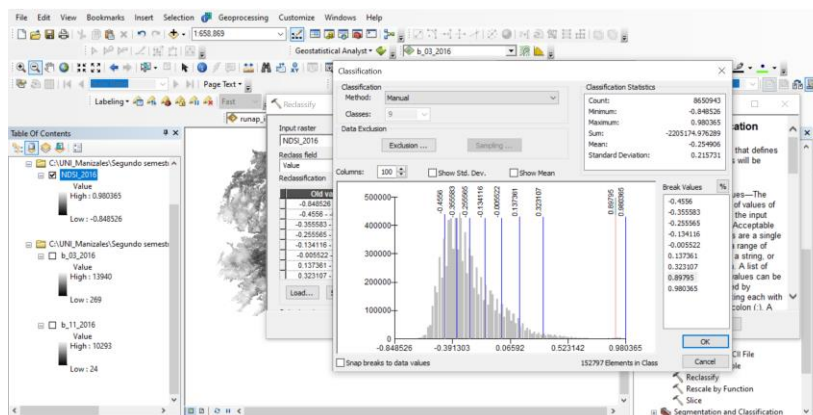 File Edit View Bookmarks Insert Selection Geoprocessing Customize Windows Help
1:658,869
Geostatistical Analyst b_03_2016
Page Text
Labeling Fast
Table Of Contents
C:\UNI_Manizales\Segundo semest
NDSI_2016
Value
High : 0.980365
Low : -0.848526
C:\UNI_Manizales\Segundo semest
b_03_2016
Value
High : 13940
Low : 269
b_11_2016
Value
High : 10293
Low : 24
Reclassify
Input raster
NDSI_2016
Reclass field
Value
Reclassification
Old va
-0.848526
-0.4556 -
-0.355583 -
-0.255565 -
-0.134116 -
-0.005522 -
0.137361 -
0.323107 -
Load...
Classification
Classification
Method: Manual
Classes: 9
Data Exclusion
Exclusion ... Sampling ...
Columns: 100 Show Std. Dev. Show Mean
Classification Statistics
Count: 8650943
Minimum: -0.848526
Maximum: 0.980365
Sum: -2205174.976289
Mean: -0.254906
Standard Deviation: 0.215731
-0.4556 -0.355583 -0.255565 -0.134116 -0.005522 0.137361 0.323107 0.89795 0.980365
500000
400000
300000
200000
100000
0
-0.848526 -0.391303 0.06592 0.523142 0.980365
Break Values %
-0.4556
-0.355583
-0.255565
-0.134116
-0.005522
0.137361
0.323107
0.89795
0.980365
OK
Cancel
Snap breaks to data values 152797 Elements in Class
ation
that defines
s will be
ues—The
of values of
the input
Acceptable
s are a single
a range of
a string, or
. A list of
values can be
ed by
ing each with
colon (;). A
CII File
ble
Reclassify
Rescale by Function
Slice
Segmentation and Classification